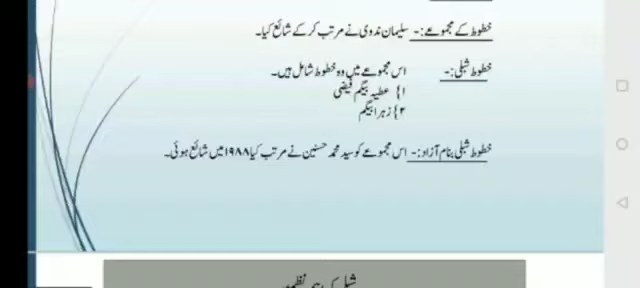 خطوط کے مجموعے:- سلیمان ندوی نے مرتب کر کے شائع کیا۔
خطوط شبلی:- اس مجموعے میں وہ خطوط شامل ہیں۔
۱} عطیہ بیگم فیضی
۲} زہرا بیگم
خطوط شبلی بنام آزاد:- اس مجموعے کو سید محمد حسنین نے مرتب کیا ۱۹۸۸ میں شائع ہوئی۔